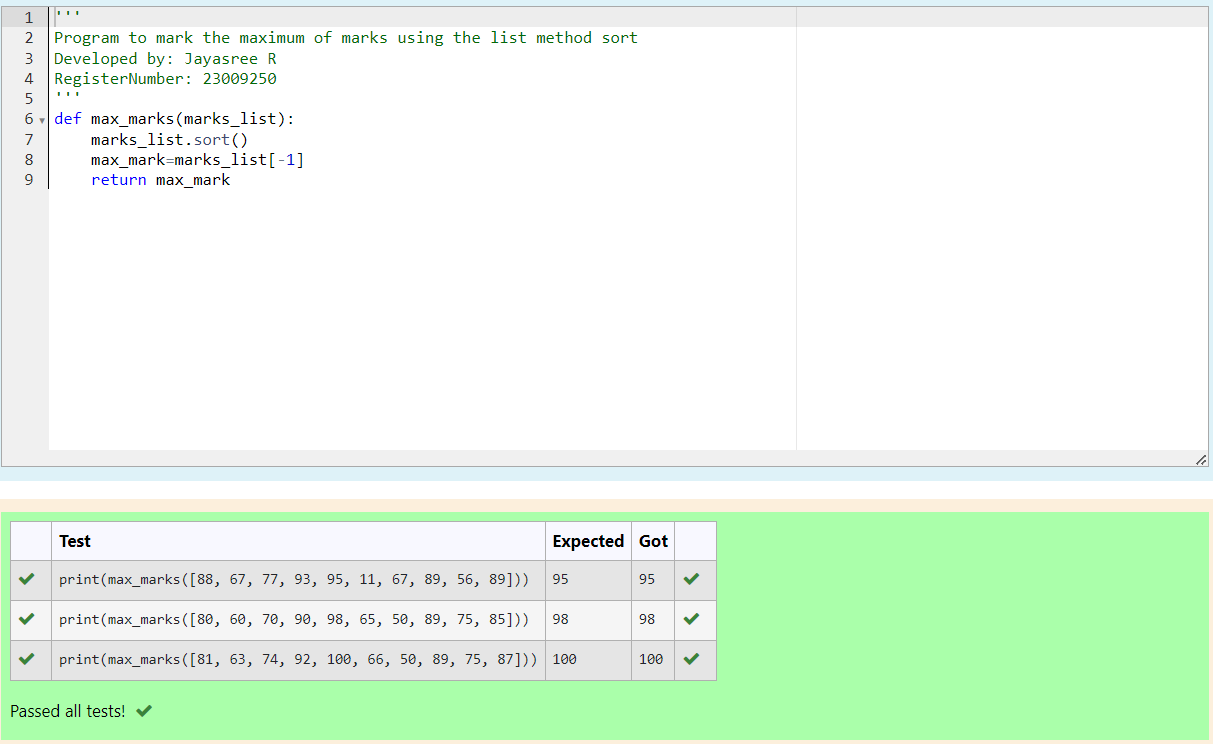 1 '''
2 Program to mark the maximum of marks using the list method sort
3 Developed by: Jayasree R
4 RegisterNumber: 23009250
5 '''
6 def max_marks(marks_list):
7     marks_list.sort()
8     max_mark=marks_list[-1]
9     return max_mark
Test Expected Got
print(max_marks([88, 67, 77, 93, 95, 11, 67, 89, 56, 89])) 95 95
print(max_marks([80, 60, 70, 90, 98, 65, 50, 89, 75, 85])) 98 98
print(max_marks([81, 63, 74, 92, 100, 66, 50, 89, 75, 87])) 100 100
Passed all tests!